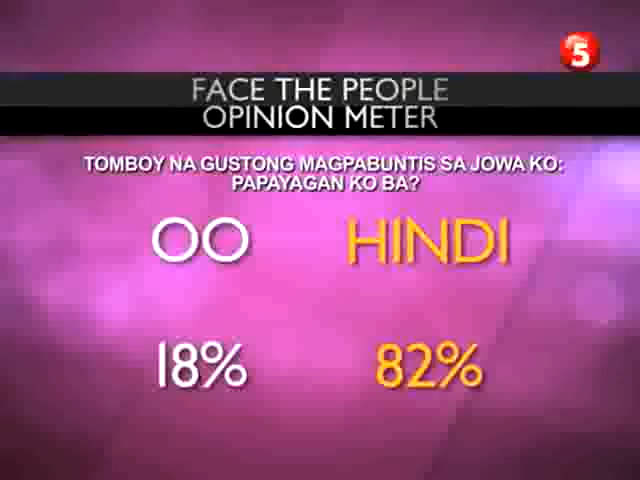 5
FACE THE PEOPLE
OPINION METER
TOMBOY NA GUSTONG MAGPABUNTIS SA JOWA KO:
PAPAYAGAN KO BA?
OO HINDI
18% 82%